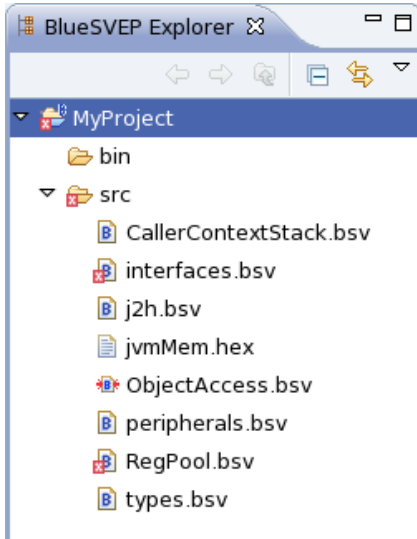 BlueSVEP Explorer
MyProject
bin
src
CallerContextStack.bsv
interfaces.bsv
j2h.bsv
jvmMem.hex
ObjectAccess.bsv
peripherals.bsv
RegPool.bsv
types.bsv